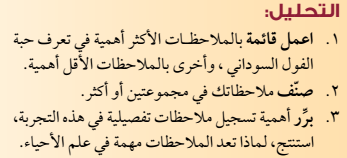 التحليل:
١. اعمل قائمة بالملاحظات الأكثر أهمية في تعرف حبة
الفول السوداني ، وأخرى بالملاحظات الأقل أهمية.
٢. صنّف ملاحظاتك في مجموعتين أو أكثر.
٣. برِّر أهمية تسجيل ملاحظات تفصيلية في هذه التجربة،
استنتج، لماذا تعد الملاحظات مهمة في علم الأحياء.